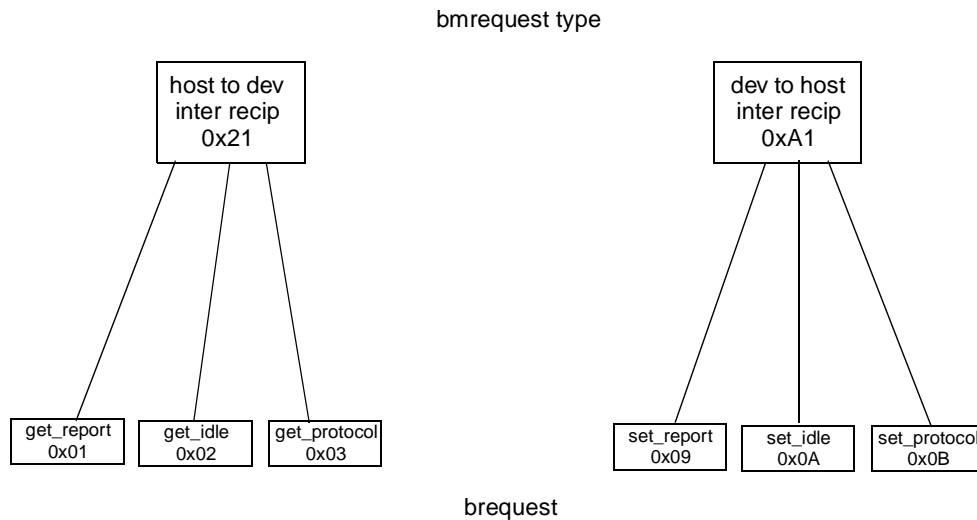 bmrequest type
host to dev
inter recip
0x21
dev to host
inter recip
0xA1
get_report
0x01
get_idle
0x02
get_protocol
0x03
set_report
0x09
set_idle
0x0A
set_protocol
0x0B
brequest